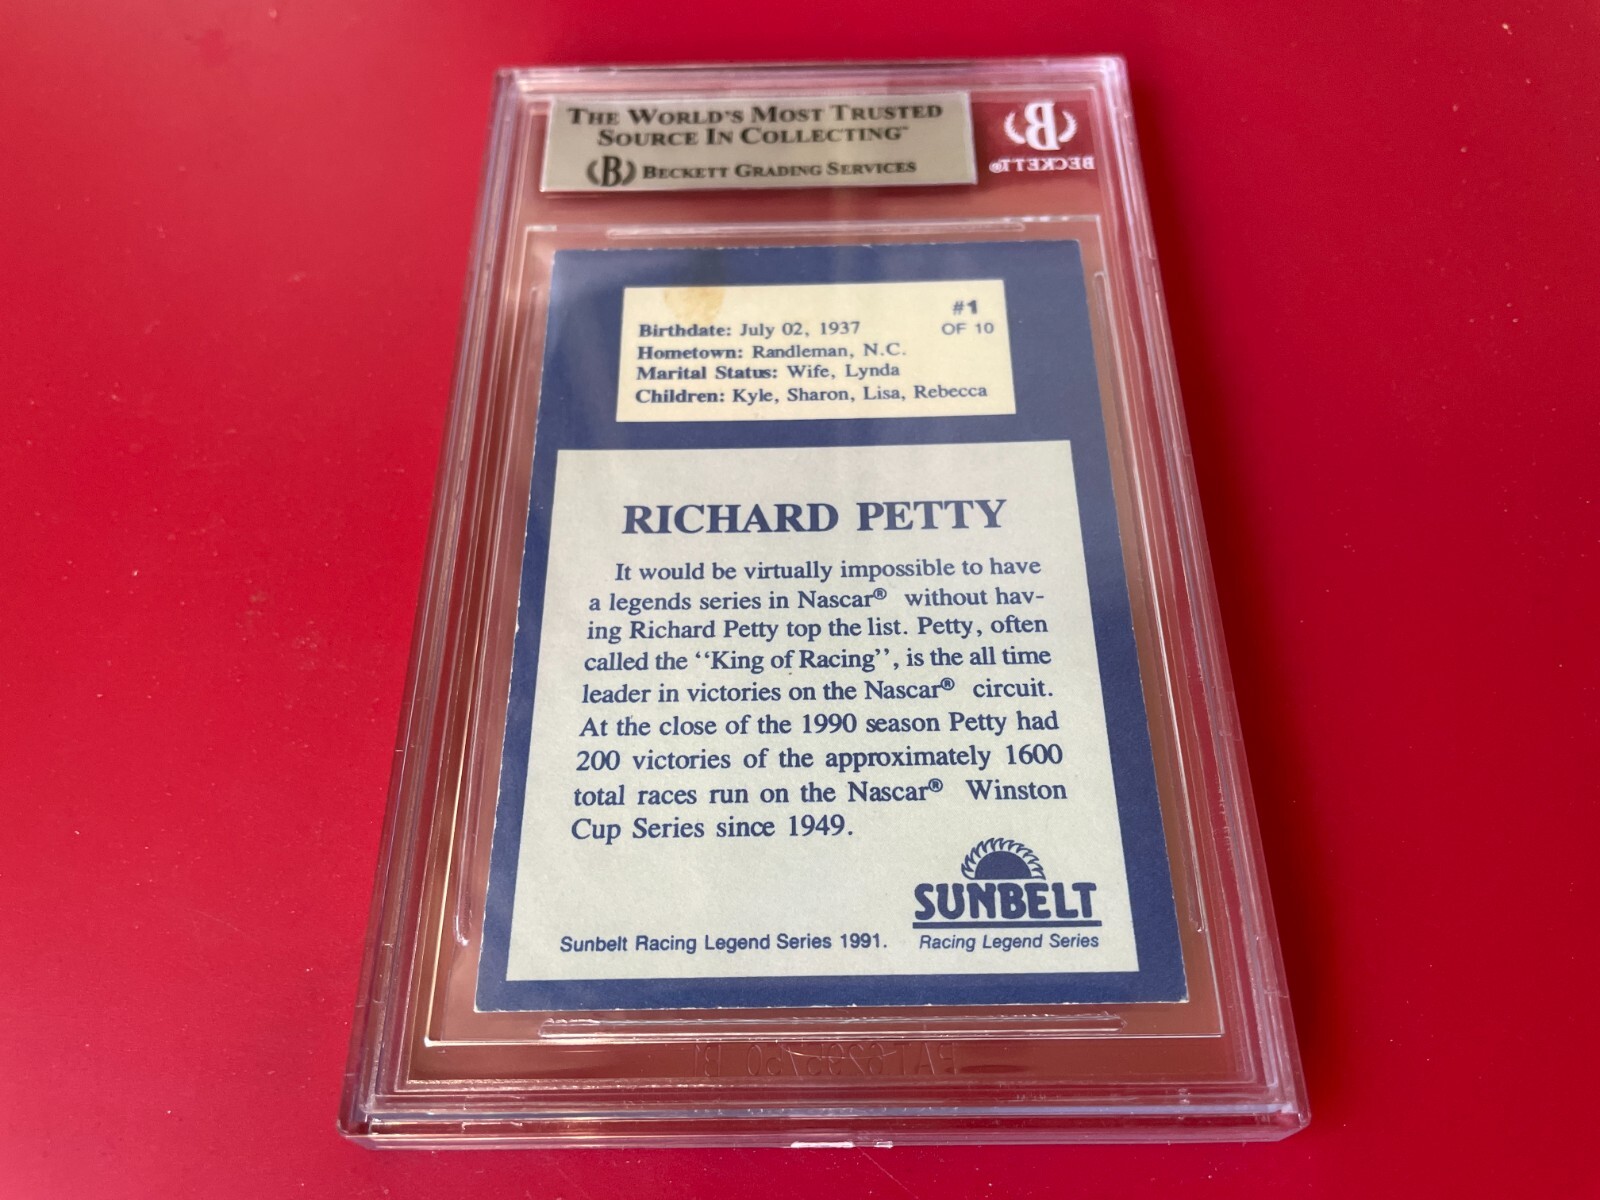 THE WORLD'S MOST TRUSTED
SOURCE IN COLLECTING™
B BECKETT GRADING SERVICES
B
BECKETT®
#1
OF 10
Birthdate: July 02, 1937
Hometown: Randleman, N.C.
Marital Status: Wife, Lynda
Children: Kyle, Sharon, Lisa, Rebecca
RICHARD PETTY
It would be virtually impossible to have
a legends series in Nascar® without hav-
ing Richard Petty top the list. Petty, often
called the ‘‘King of Racing’’, is the all time
leader in victories on the Nascar® circuit.
At the close of the 1990 season Petty had
200 victories of the approximately 1600
total races run on the Nascar® Winston
Cup Series since 1949.
SUNBELT
Racing Legend Series
Sunbelt Racing Legend Series 1991.